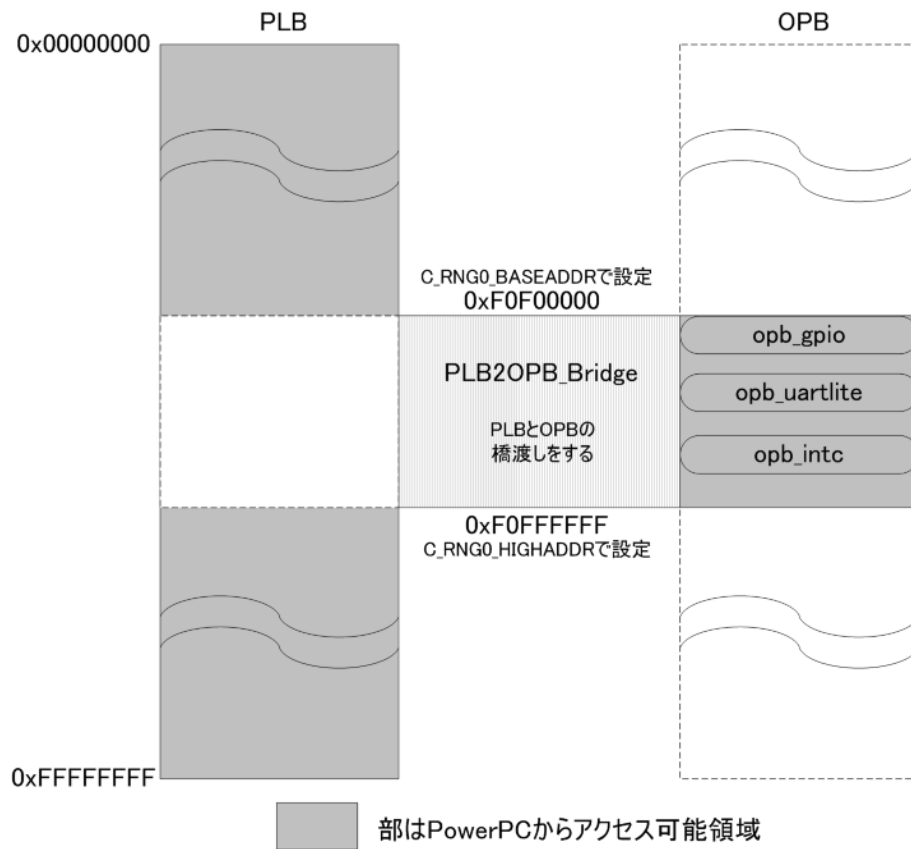 PLB
OPB
0x00000000
C_RNG0_BASEADDRで設定
0xF0F00000
opb_gpio
PLB2OPB_Bridge
opb_uartlite
PLBとOPBの
橋渡しをする
opb_intc
0xF0FFFFFF
C_RNG0_HIGHADDRで設定
0xFFFFFFFF
部はPowerPCからアクセス可能領域